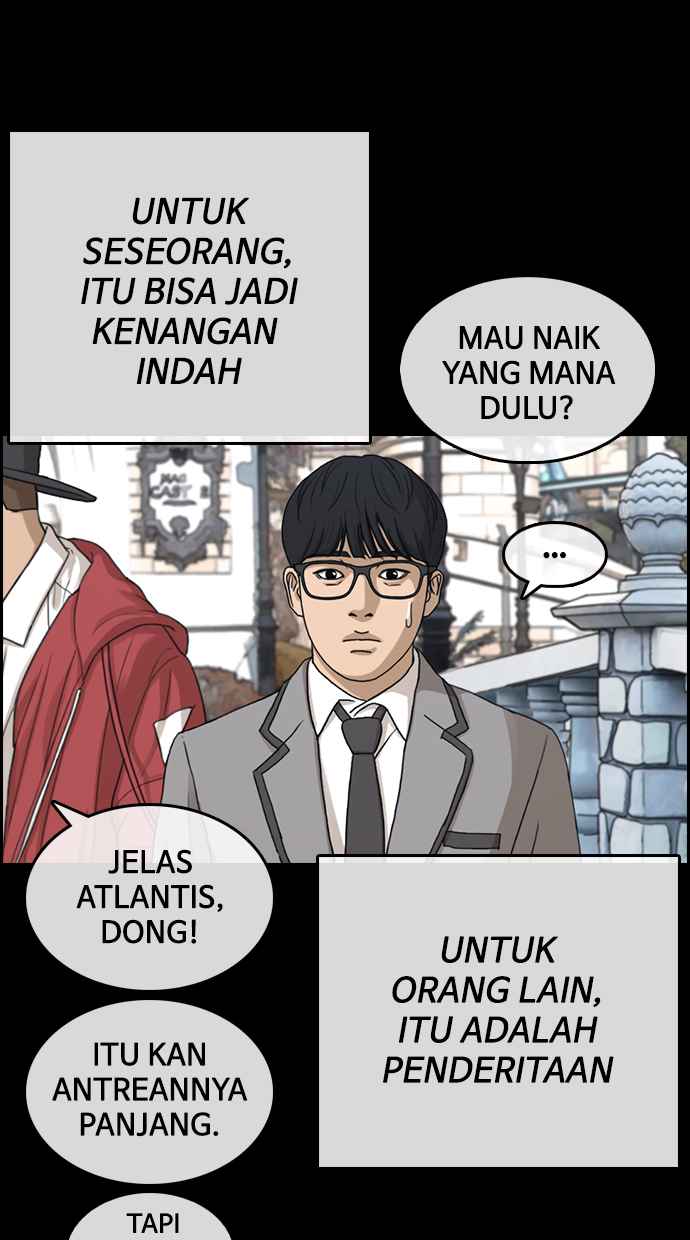 UNTUK
SESEORANG,
ITU BISA JADI
KENANGAN
INDAH
MAU NAIK
YANG MANA
DULU?
...
JELAS
ATLANTIS,
DONG!
UNTUK
ORANG LAIN,
ITU ADALAH
PENDERITAAN
ITU KAN
ANTREANNYA
PANJANG.
TAPI